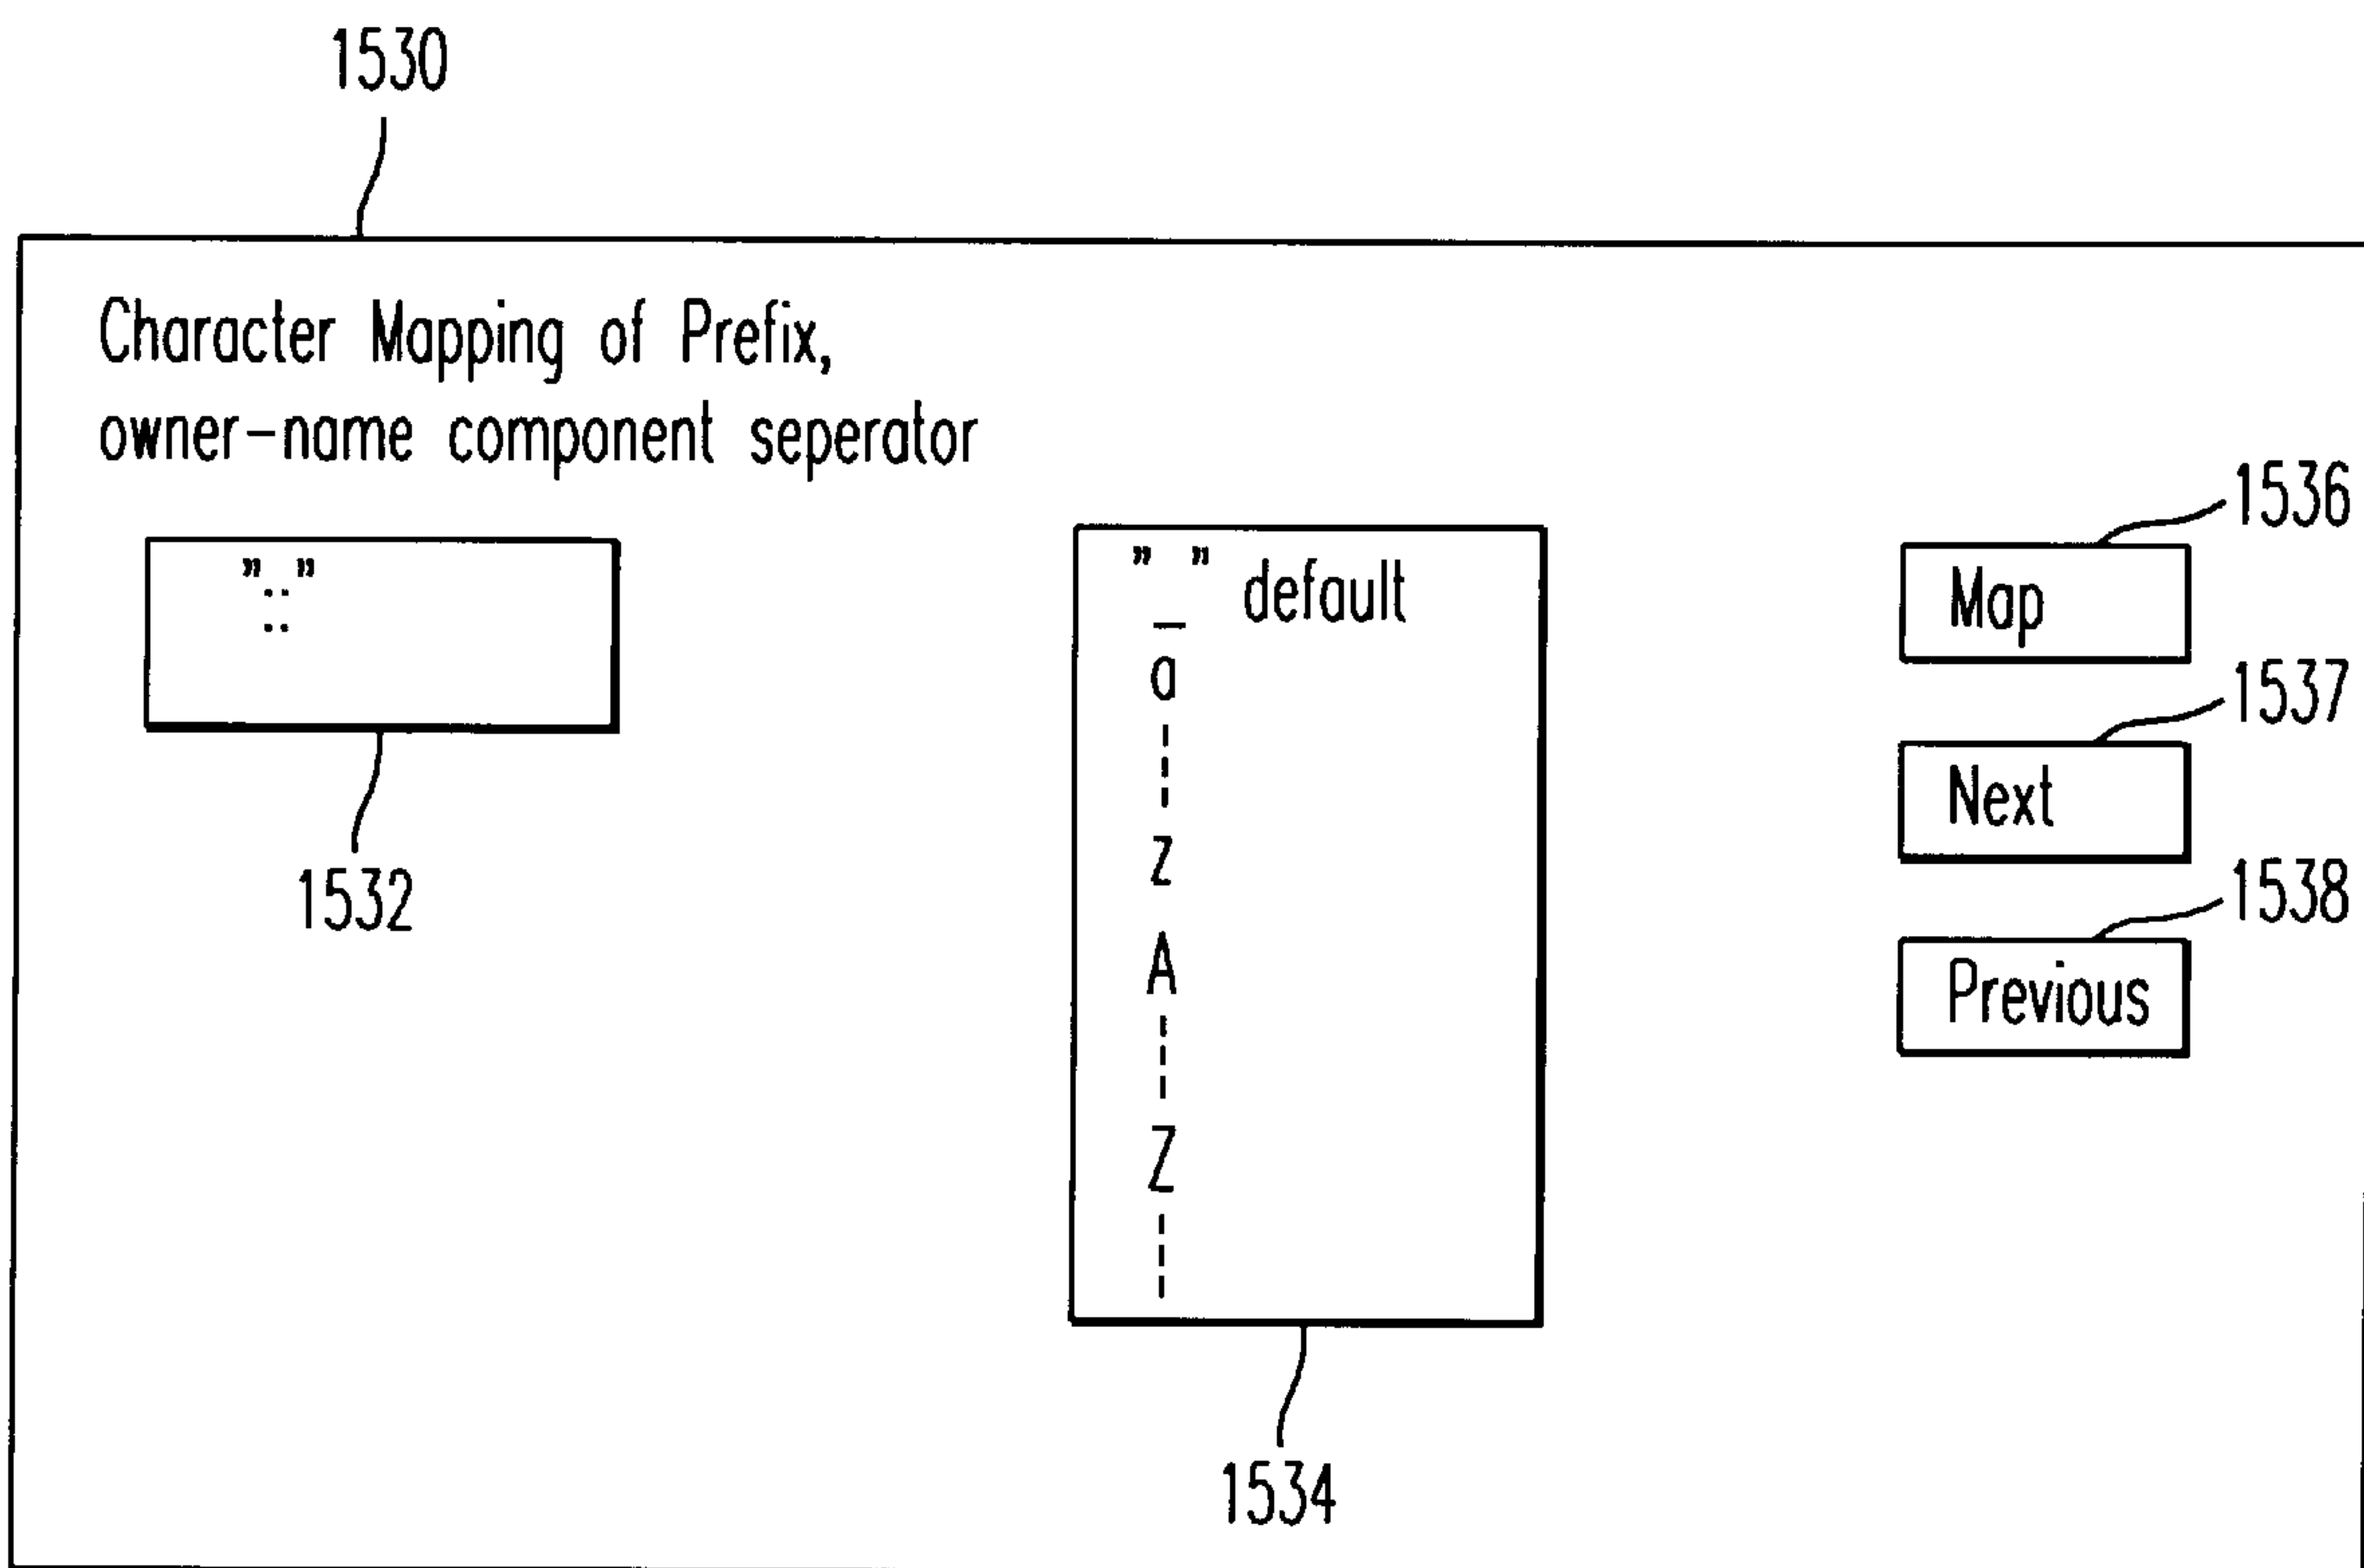 1530
Character Mapping of Prefix,
owner-name component seperator
"::"
1532
"_" default
a
z
A
Z
1534
1536
Map
1537
Next
1538
Previous